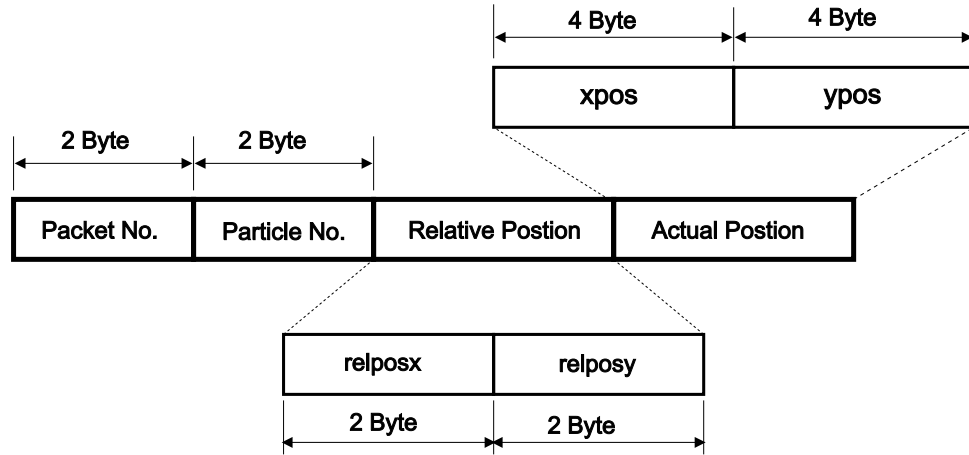 4 Byte 4 Byte
xpos ypos
2 Byte 2 Byte
Packet No. Particle No. Relative Postion Actual Postion
relposx relposy
2 Byte 2 Byte